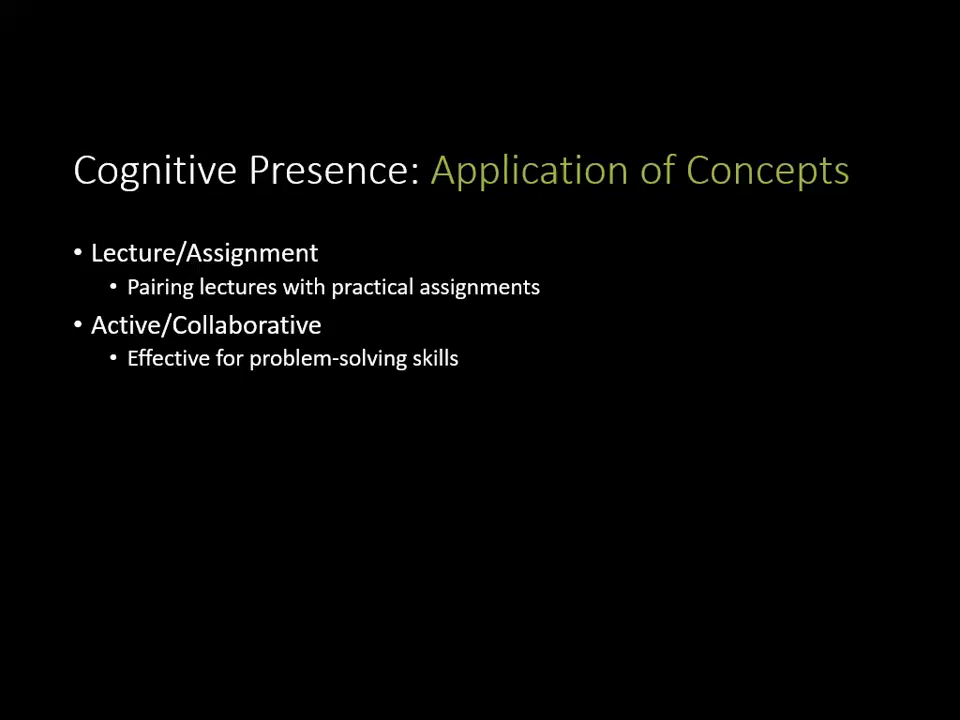 Cognitive Presence: Application of Concepts
• Lecture/Assignment
• Pairing lectures with practical assignments
• Active/Collaborative
• Effective for problem-solving skills